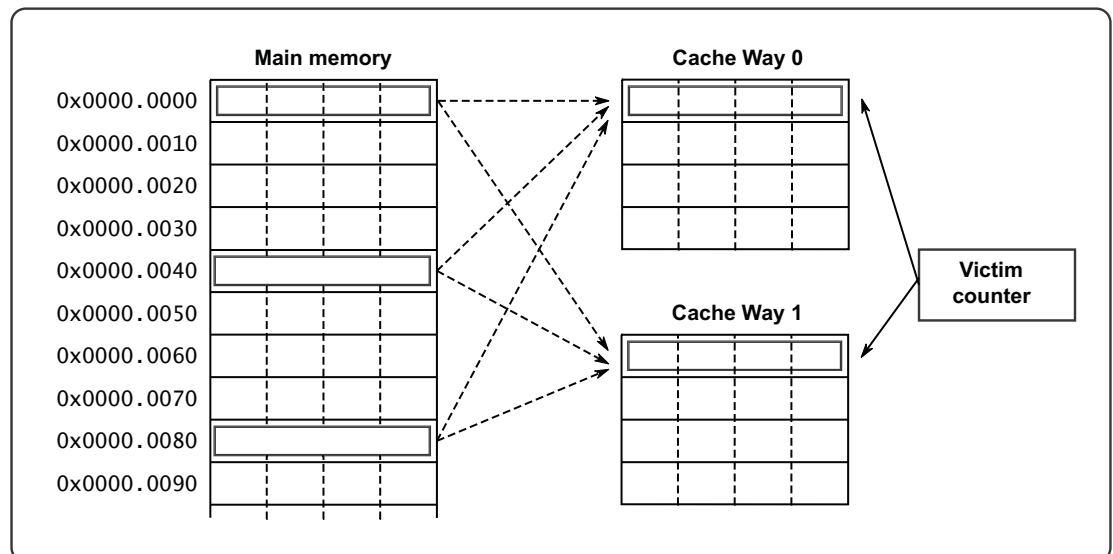 Main memory
0x0000.0000
0x0000.0010
0x0000.0020
0x0000.0030
0x0000.0040
0x0000.0050
0x0000.0060
0x0000.0070
0x0000.0080
0x0000.0090
Cache Way 0
Cache Way 1
Victim
counter